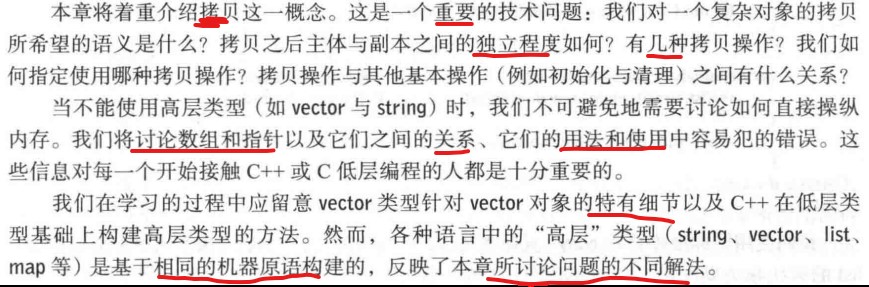 本章将着重介绍拷贝这一概念。这是一个重要的技术问题：我们对一个复杂对象的拷贝
所希望的语义是什么？拷贝之后主体与副本之间的独立程度如何？有几种拷贝操作？我们如
何指定使用哪种拷贝操作？拷贝操作与其他基本操作（例如初始化与清理）之间有什么关系？
当不能使用高层类型（如 vector 与 string）时，我们不可避免地需要讨论如何直接操纵
内存。我们将讨论数组和指针以及它们之间的关系、它们的用法和使用中容易犯的错误。这
些信息对每一个开始接触 C++ 或 C 低层编程的人都是十分重要的。
我们在学习的过程中应留意 vector 类型针对 vector 对象的特有细节以及 C++ 在低层类
型基础上构建高层类型的方法。然而，各种语言中的“高层”类型（string、vector、list、
map 等）是基于相同的机器原语构建的，反映了本章所讨论问题的不同解法。